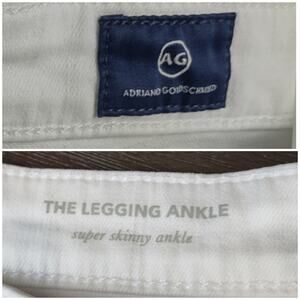 AG
ADRIANO GOLDSCHMIED
THE LEGGING ANKLE
super skinny ankle